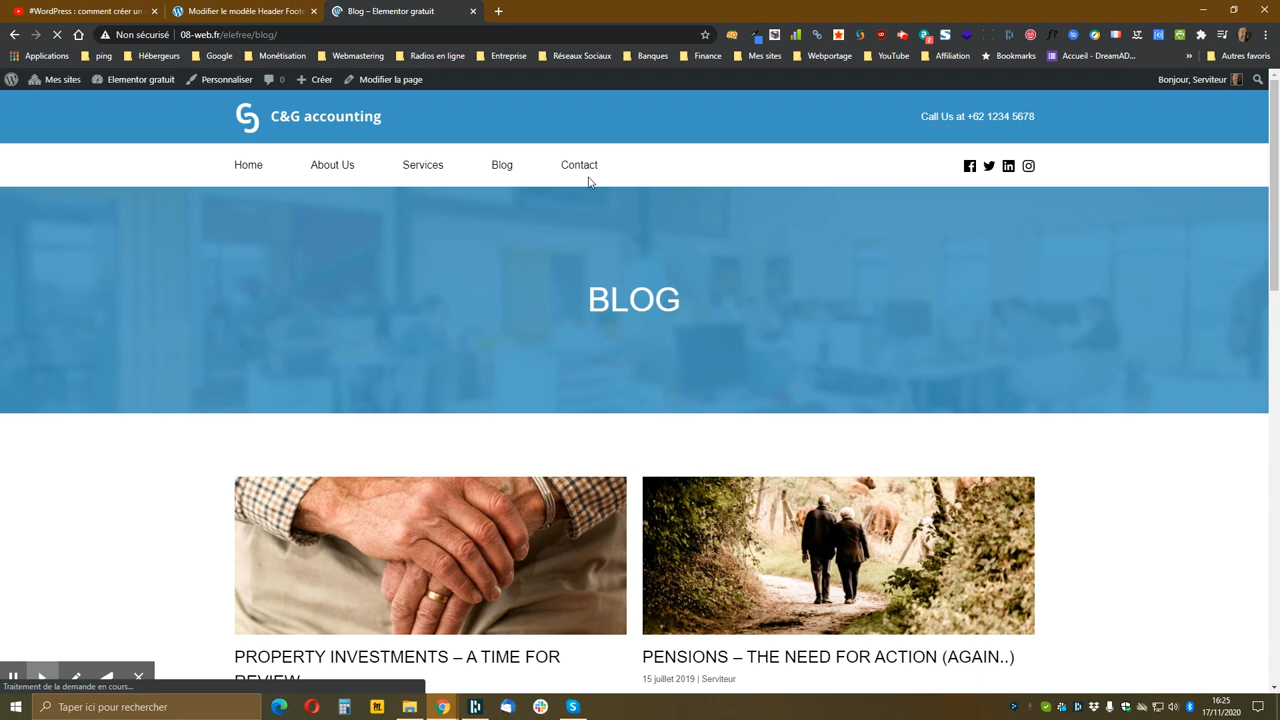 #WordPress : comment créer un
Modifier le modèle Header Foote
Blog – Elementor gratuit
Non sécurisé | 08-web.fr/elefree/blog/
Applications
ping
Hébergeurs
Google
Monétisation
Webmastering
Radios en ligne
Entreprise
Réseaux Sociaux
Banques
Finance
Mes sites
Webportage
YouTube
Affiliation
Bookmarks
Accueil - DreamAD...
»
Autres favoris
Mes sites
Elementor gratuit
Personnaliser
0
Créer
Modifier la page
Bonjour, Serviteur
C&G accounting
Call Us at +62 1234 5678
Home
About Us
Services
Blog
Contact
BLOG
PROPERTY INVESTMENTS – A TIME FOR
REVIEW
PENSIONS – THE NEED FOR ACTION (AGAIN..)
15 juillet 2019 | Serviteur
Traitement de la demande en cours...
Taper ici pour rechercher
16:25
17/11/2020